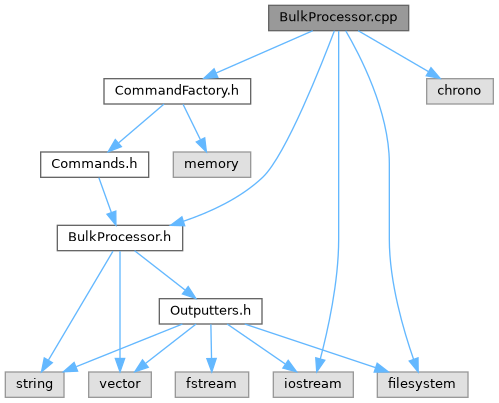 BulkProcessor.cpp
CommandFactory.h
chrono
Commands.h
memory
BulkProcessor.h
Outputters.h
string
vector
fstream
iostream
filesystem